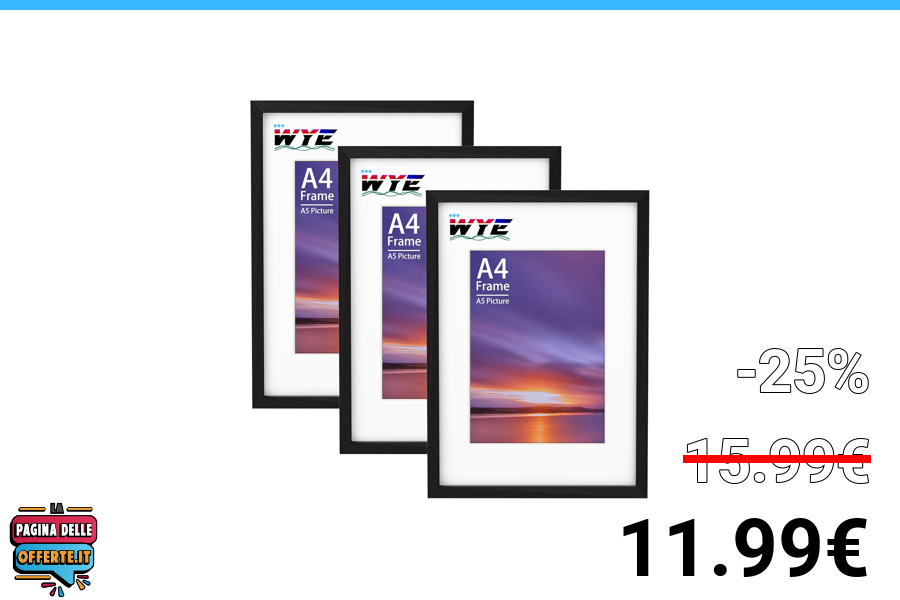 WYE
A4
Frame
A5 Picture
WYE
A4
Frame
A5 Picture
WYE
A4
Frame
A5 Picture
-25%
15.99€
11.99€
LA
PAGINA DELLE
OFFERTE.IT